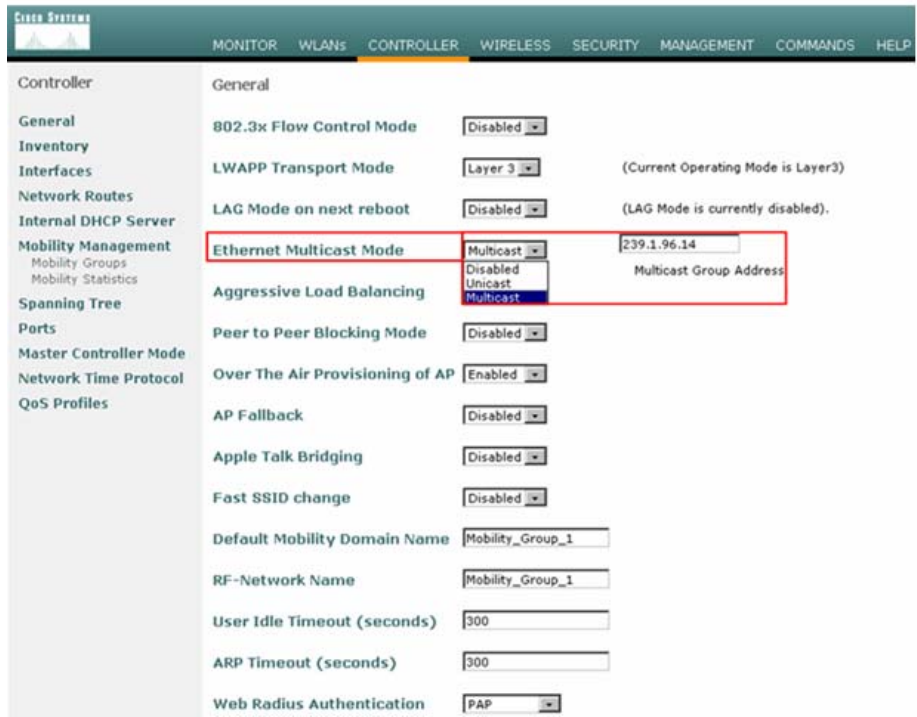 CISCO SYSTEMS
MONITOR WLANs CONTROLLER WIRELESS SECURITY MANAGEMENT COMMANDS HELP
Controller
General
Inventory
Interfaces
Network Routes
Internal DHCP Server
Mobility Management
Mobility Groups
Mobility Statistics
Spanning Tree
Ports
Master Controller Mode
Network Time Protocol
QoS Profiles
General
802.3x Flow Control Mode Disabled
LWAPP Transport Mode Layer 3 (Current Operating Mode is Layer3)
LAG Mode on next reboot Disabled (LAG Mode is currently disabled).
Ethernet Multicast Mode Multicast 239.1.96.14
Disabled Multicast Group Address
Unicast
Multicast
Aggressive Load Balancing
Peer to Peer Blocking Mode Disabled
Over The Air Provisioning of AP Enabled
AP Fallback Disabled
Apple Talk Bridging Disabled
Fast SSID change Disabled
Default Mobility Domain Name Mobility_Group_1
RF-Network Name Mobility_Group_1
User Idle Timeout (seconds) 300
ARP Timeout (seconds) 300
Web Radius Authentication PAP